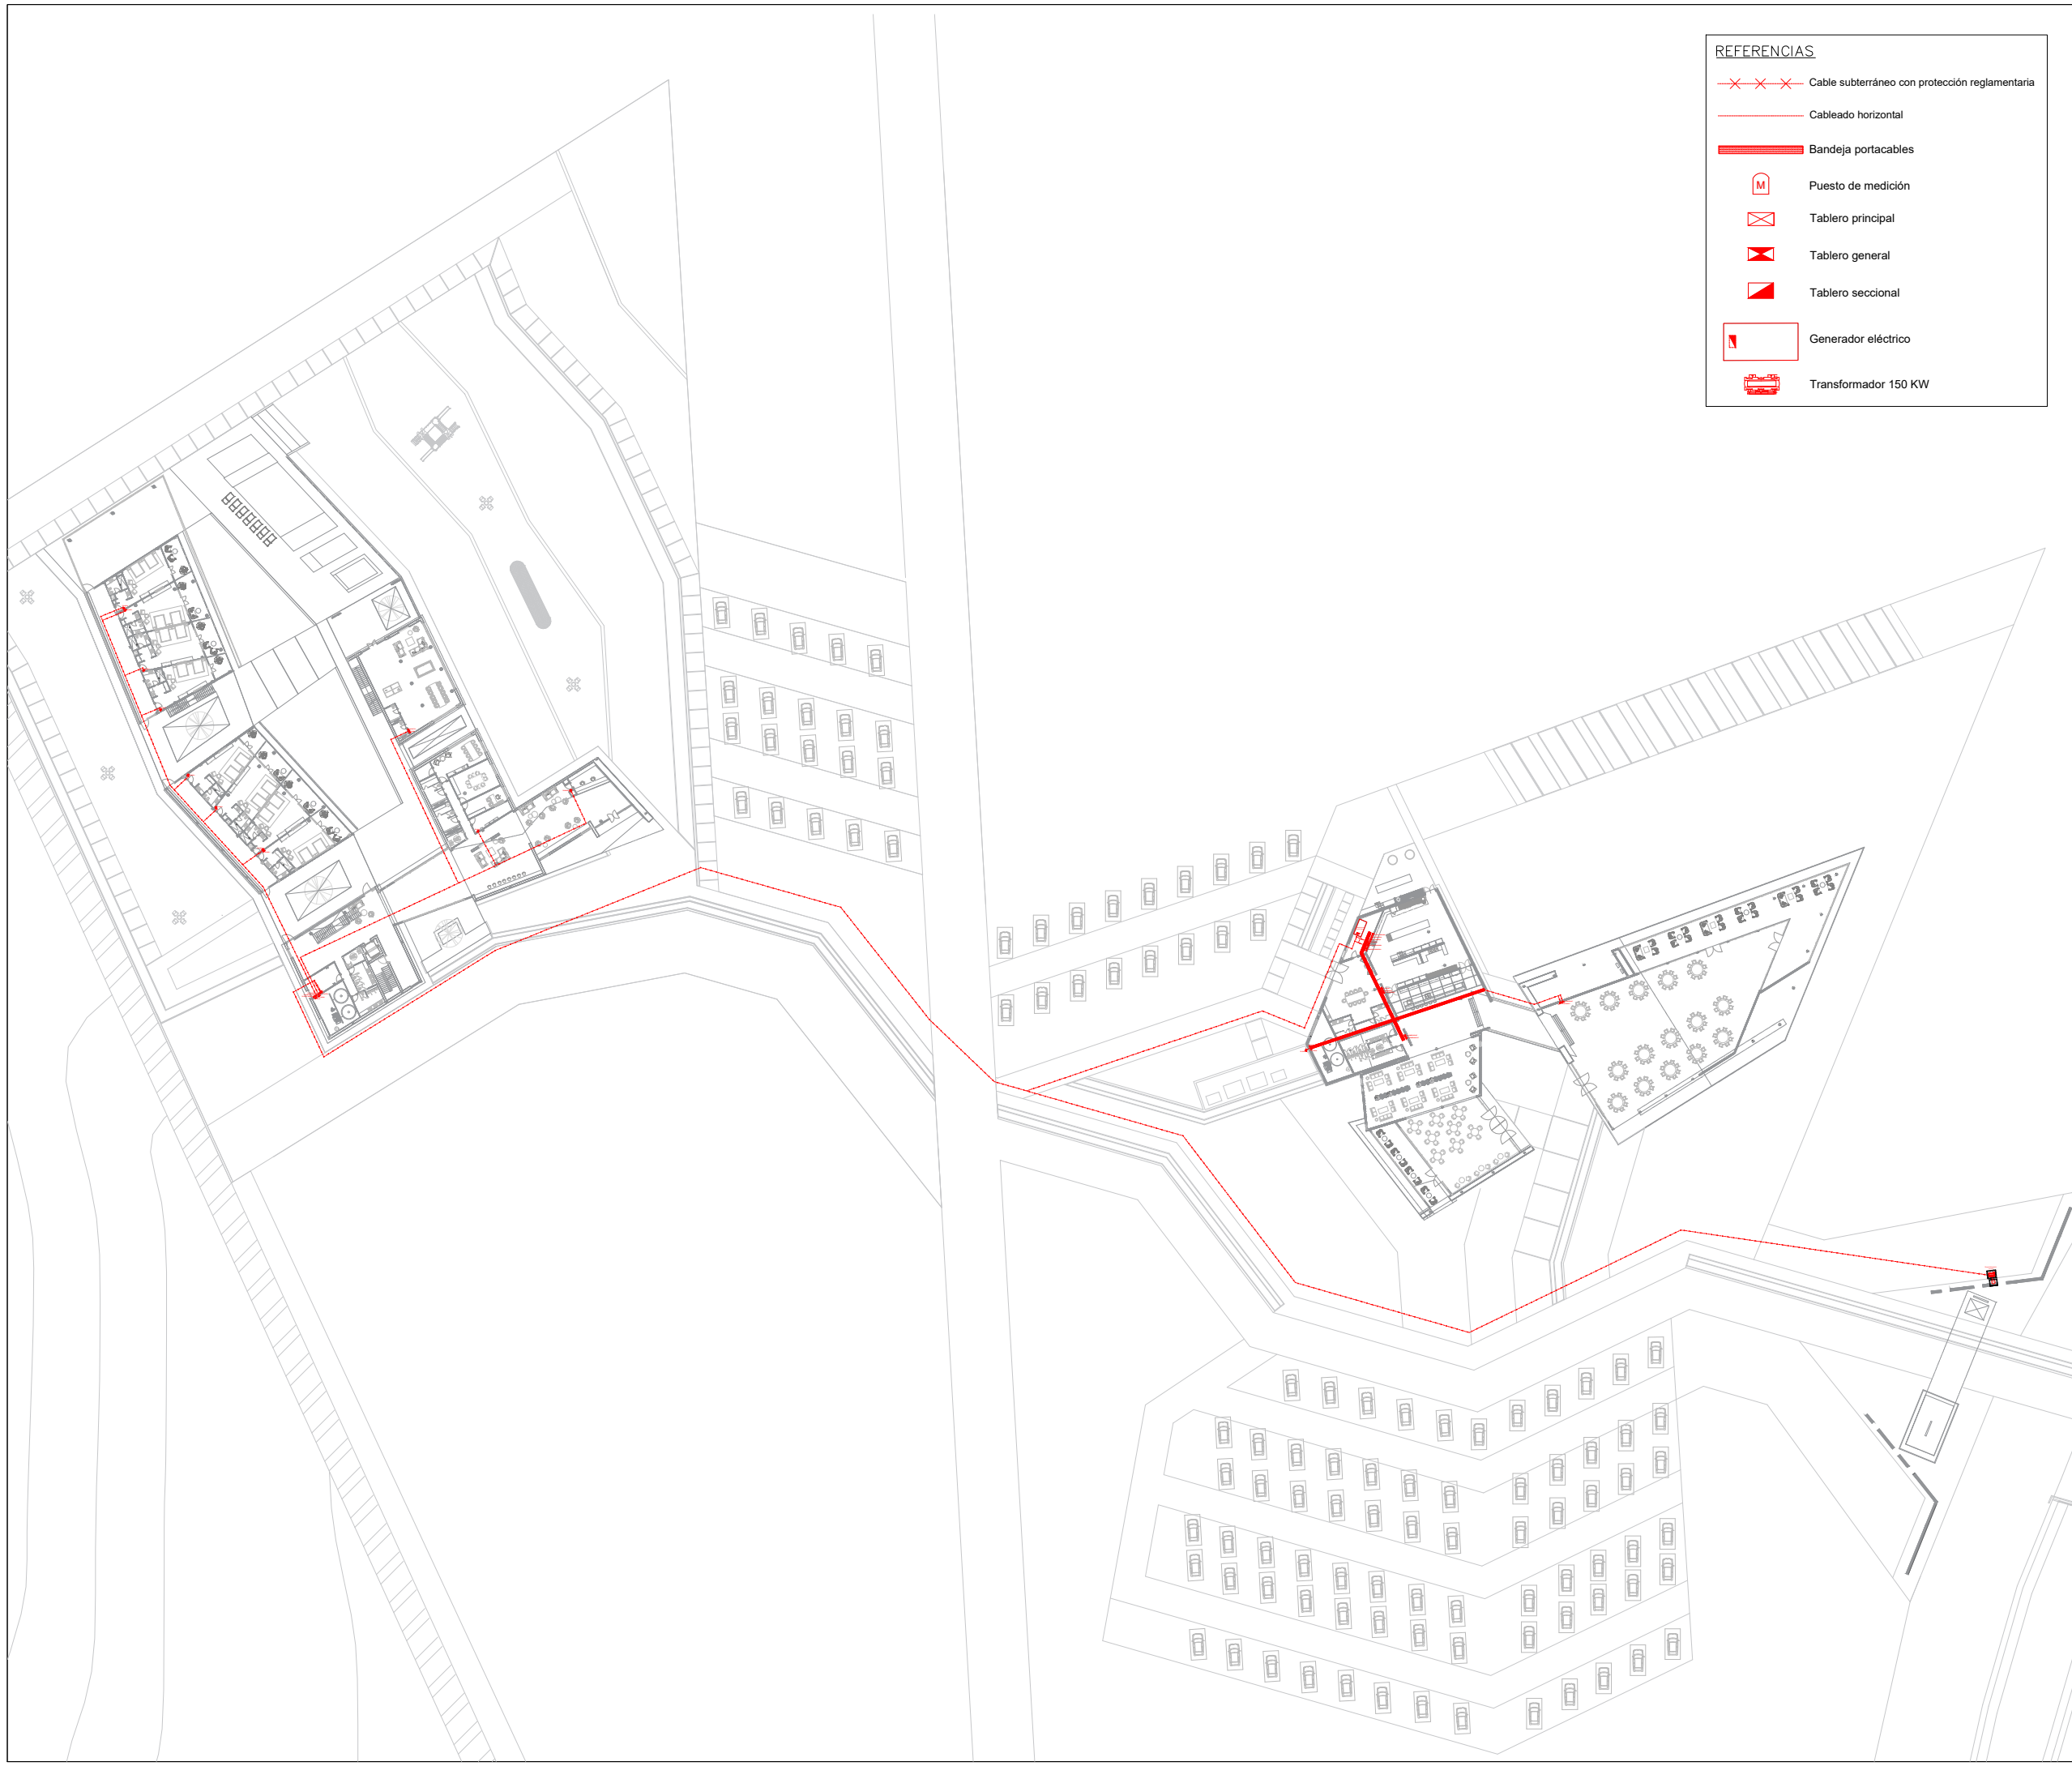 REFERENCIAS
Cable subterráneo con protección reglamentaria
Cableado horizontal
Bandeja portacables
M
Puesto de medición
Tablero principal
Tablero general
Tablero seccional
Generador eléctrico
Transformador 150 KW